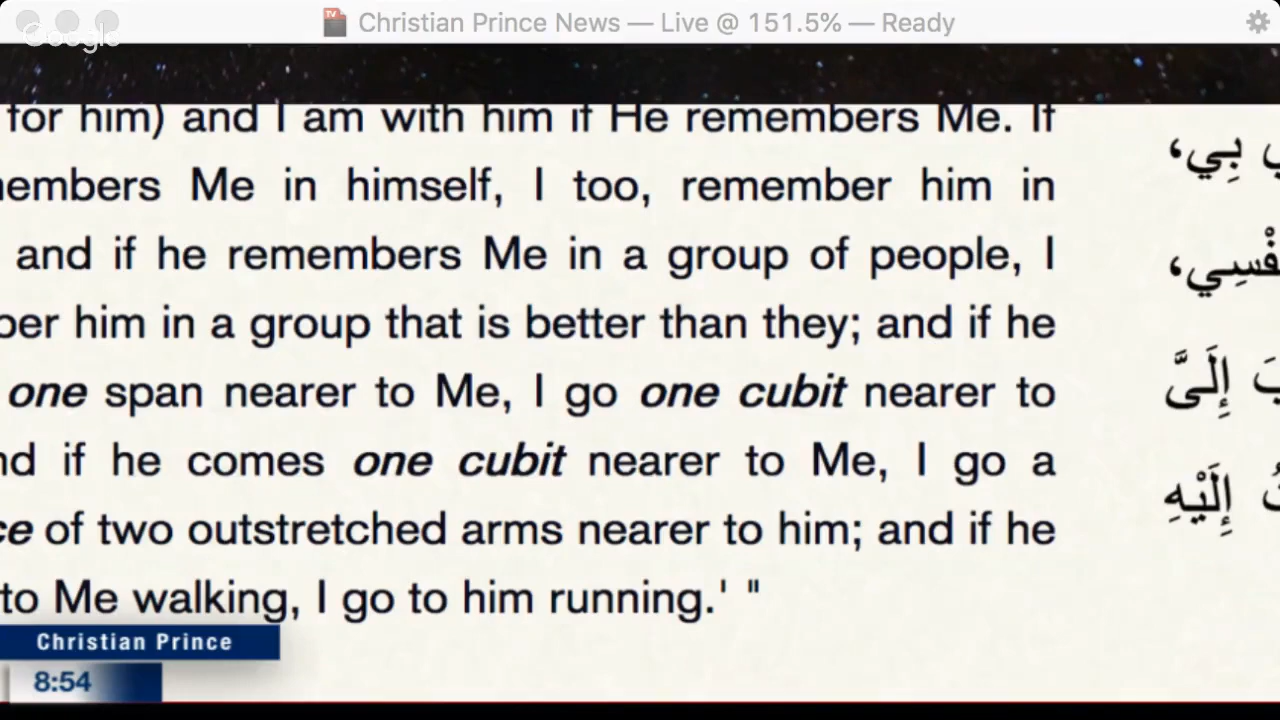 Christian Prince News — Live @ 151.5% — Ready
Google
for him) and I am with him if He remembers Me. If
members Me in himself, I too, remember him in
and if he remembers Me in a group of people, I
ber him in a group that is better than they; and if he
one span nearer to Me, I go one cubit nearer to
nd if he comes one cubit nearer to Me, I go a
ce of two outstretched arms nearer to him; and if he
to Me walking, I go to him running.' "
بِي،
نَفْسِي،
إِلَىَّ
إِلَيْهِ
Christian Prince
8:54